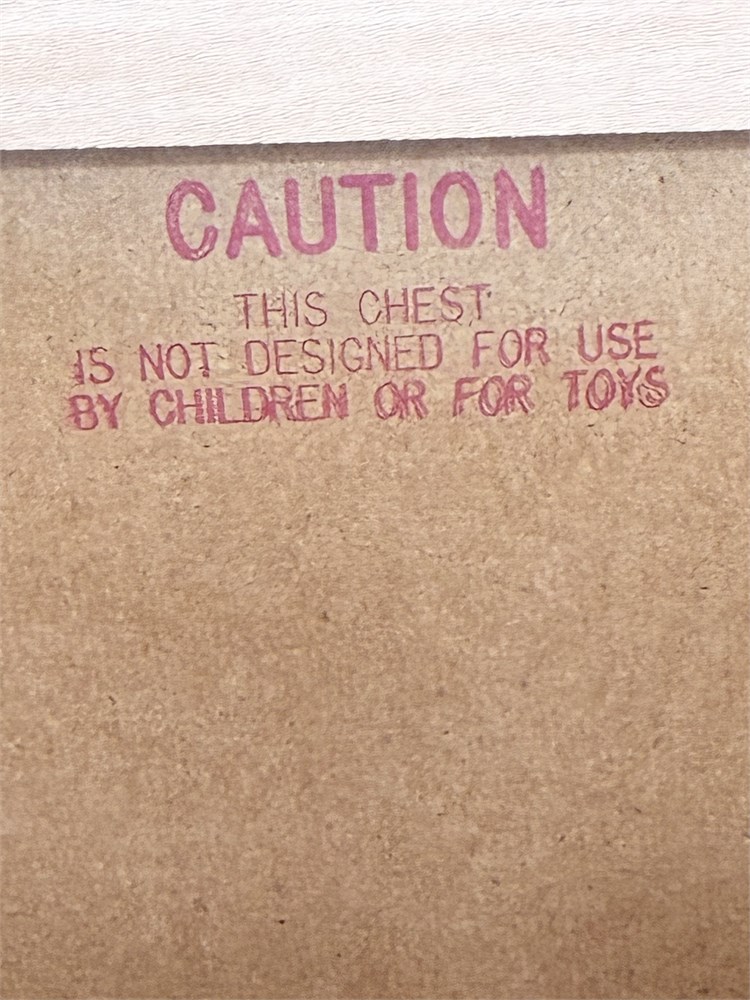 CAUTION
THIS CHEST
IS NOT DESIGNED FOR USE
BY CHILDREN OR FOR TOYS